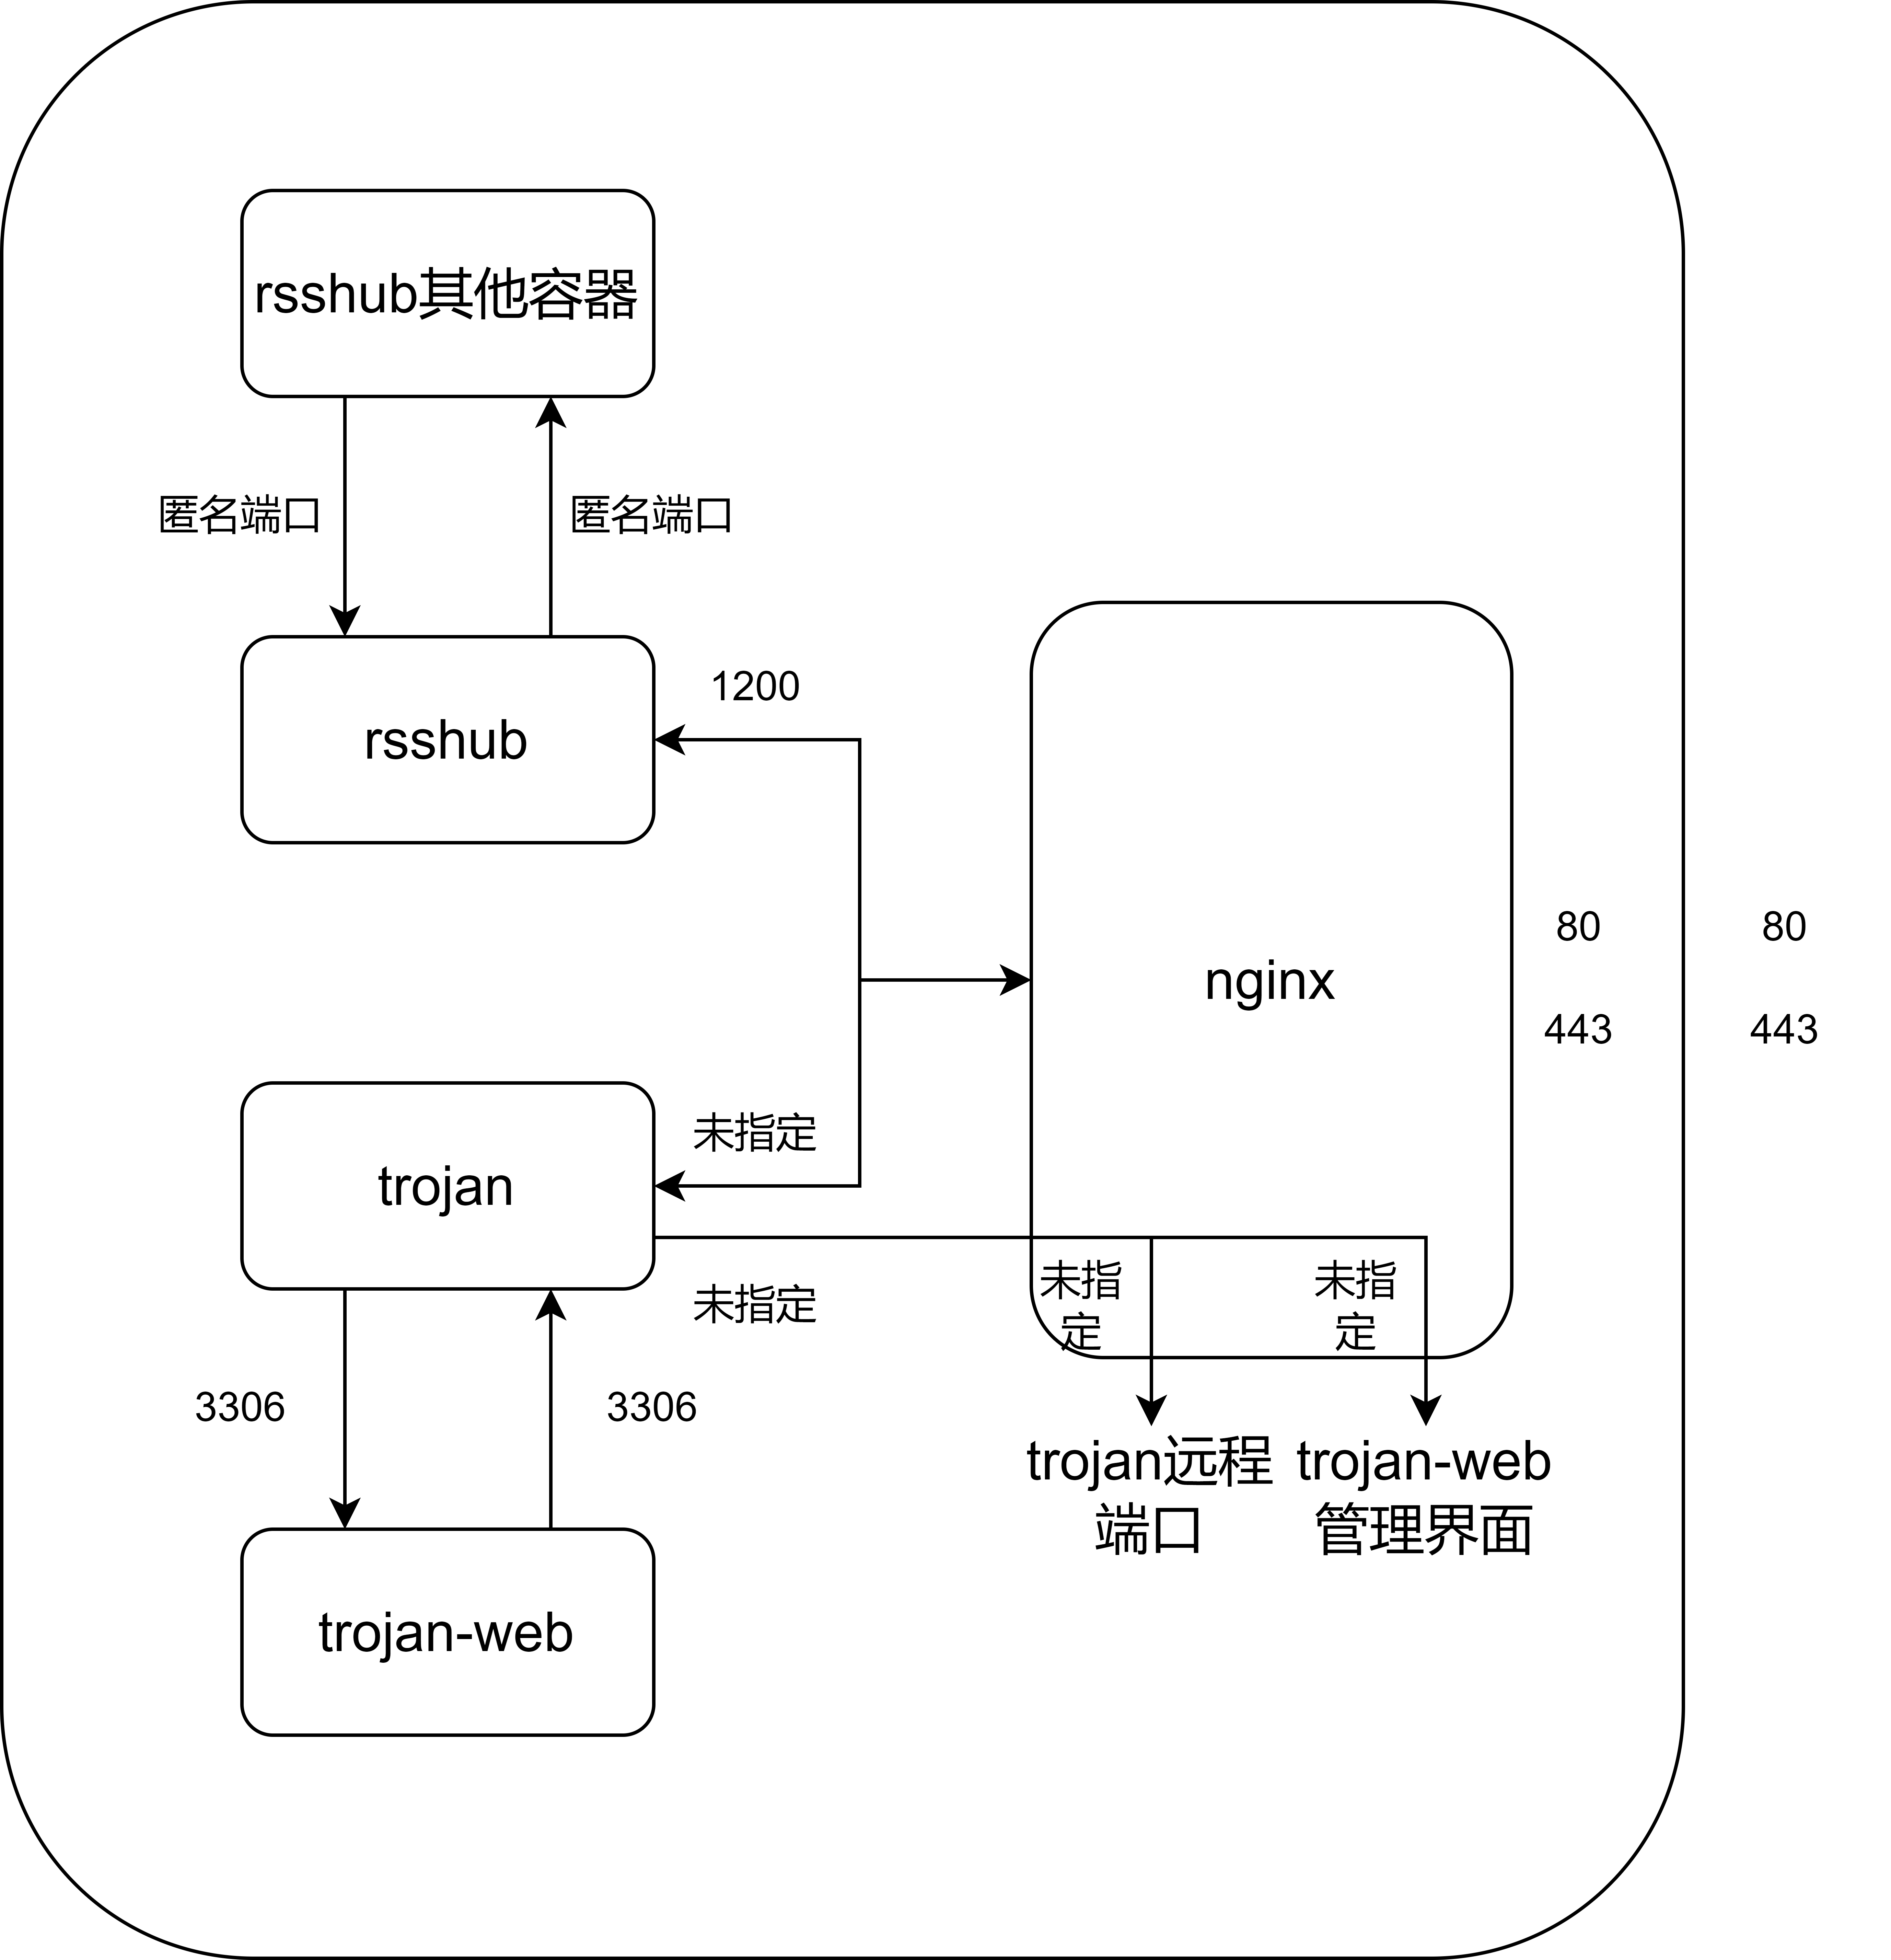 rsshub其他容器
匿名端口
匿名端口
rsshub
1200
nginx
80
80
443
443
trojan
未指定
未指定
未指
定
未指
定
3306
3306
trojan远程
端口
trojan-web
管理界面
trojan-web